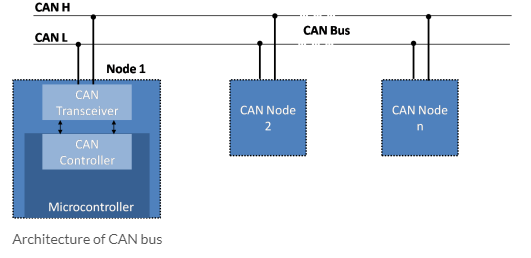 CAN H
CAN L
CAN Bus
Node 1
CAN
Transceiver
CAN
Controller
Microcontroller
CAN Node
2
CAN Node
n
Architecture of CAN bus